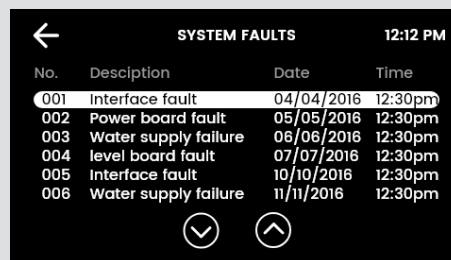 SYSTEM FAULTS 12:12 PM
No. Desciption Date Time
001 Interface fault 04/04/2016 12:30pm
002 Power board fault 05/05/2016 12:30pm
003 Water supply failure 06/06/2016 12:30pm
004 level board fault 07/07/2016 12:30pm
005 Interface fault 10/10/2016 12:30pm
006 Water supply failure 11/11/2016 12:30pm